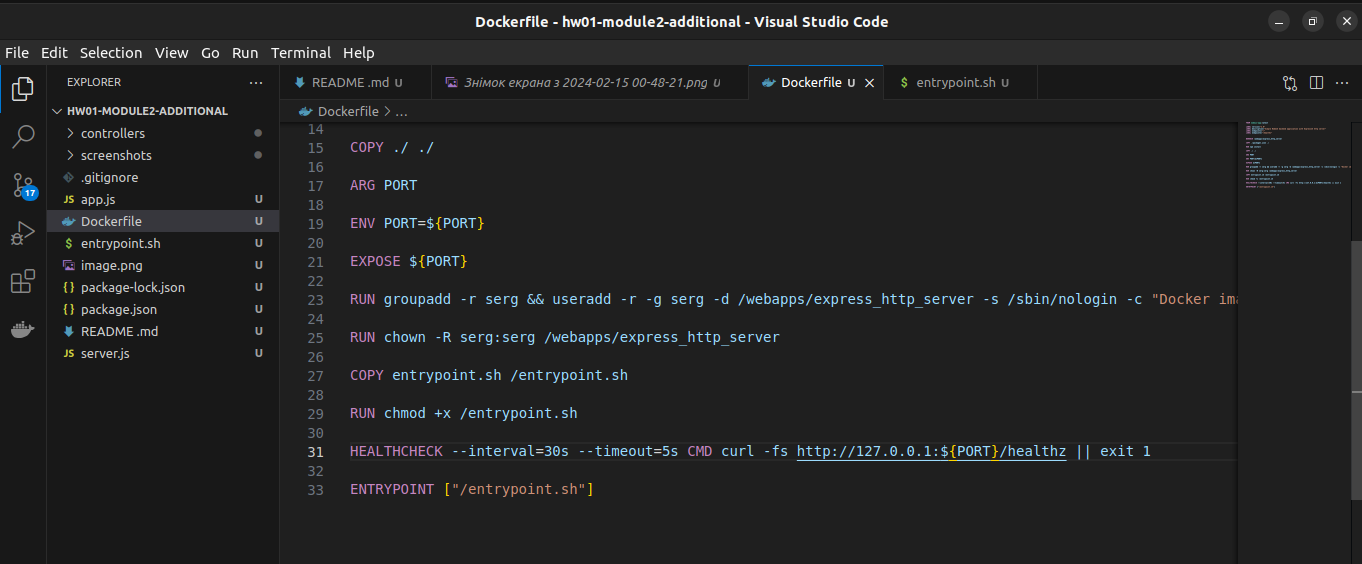 Dockerfile - hw01-module2-additional - Visual Studio Code
File Edit Selection View Go Run Terminal Help
EXPLORER ...
README .md U
Знімок екрана з 2024-02-15 00-48-21.png U
Dockerfile U
entrypoint.sh U
HW01-MODULE2-ADDITIONAL
controllers
screenshots
.gitignore U
JS app.js U
Dockerfile U
$ entrypoint.sh U
image.png U
{} package-lock.json U
{} package.json U
README .md U
JS server.js U
17
Dockerfile > ...
14
15 COPY ./ ./
16
17 ARG PORT
18
19 ENV PORT=${PORT}
20
21 EXPOSE ${PORT}
22
23 RUN groupadd -r serg && useradd -r -g serg -d /webapps/express_http_server -s /sbin/nologin -c "Docker ima
24
25 RUN chown -R serg:serg /webapps/express_http_server
26
27 COPY entrypoint.sh /entrypoint.sh
28
29 RUN chmod +x /entrypoint.sh
30
31 HEALTHCHECK --interval=30s --timeout=5s CMD curl -fs http://127.0.0.1:${PORT}/healthz || exit 1
32
33 ENTRYPOINT ["/entrypoint.sh"]